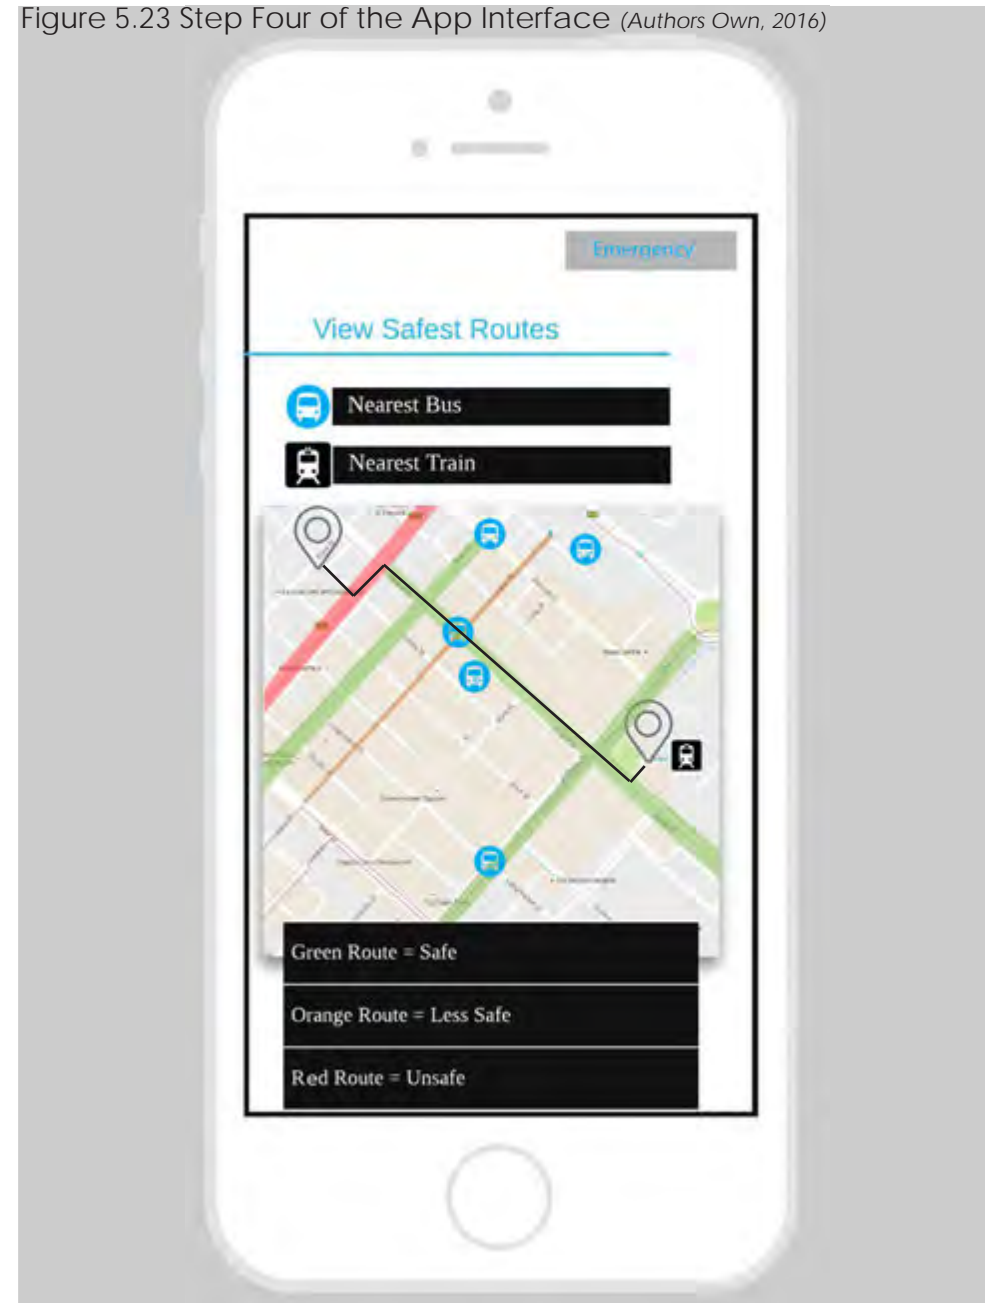 Figure 5.23 Step Four of the App Interface (Authors Own, 2016)
Emergency
View Safest Routes
Nearest Bus
Nearest Train
Green Route = Safe
Orange Route = Less Safe
Red Route = Unsafe